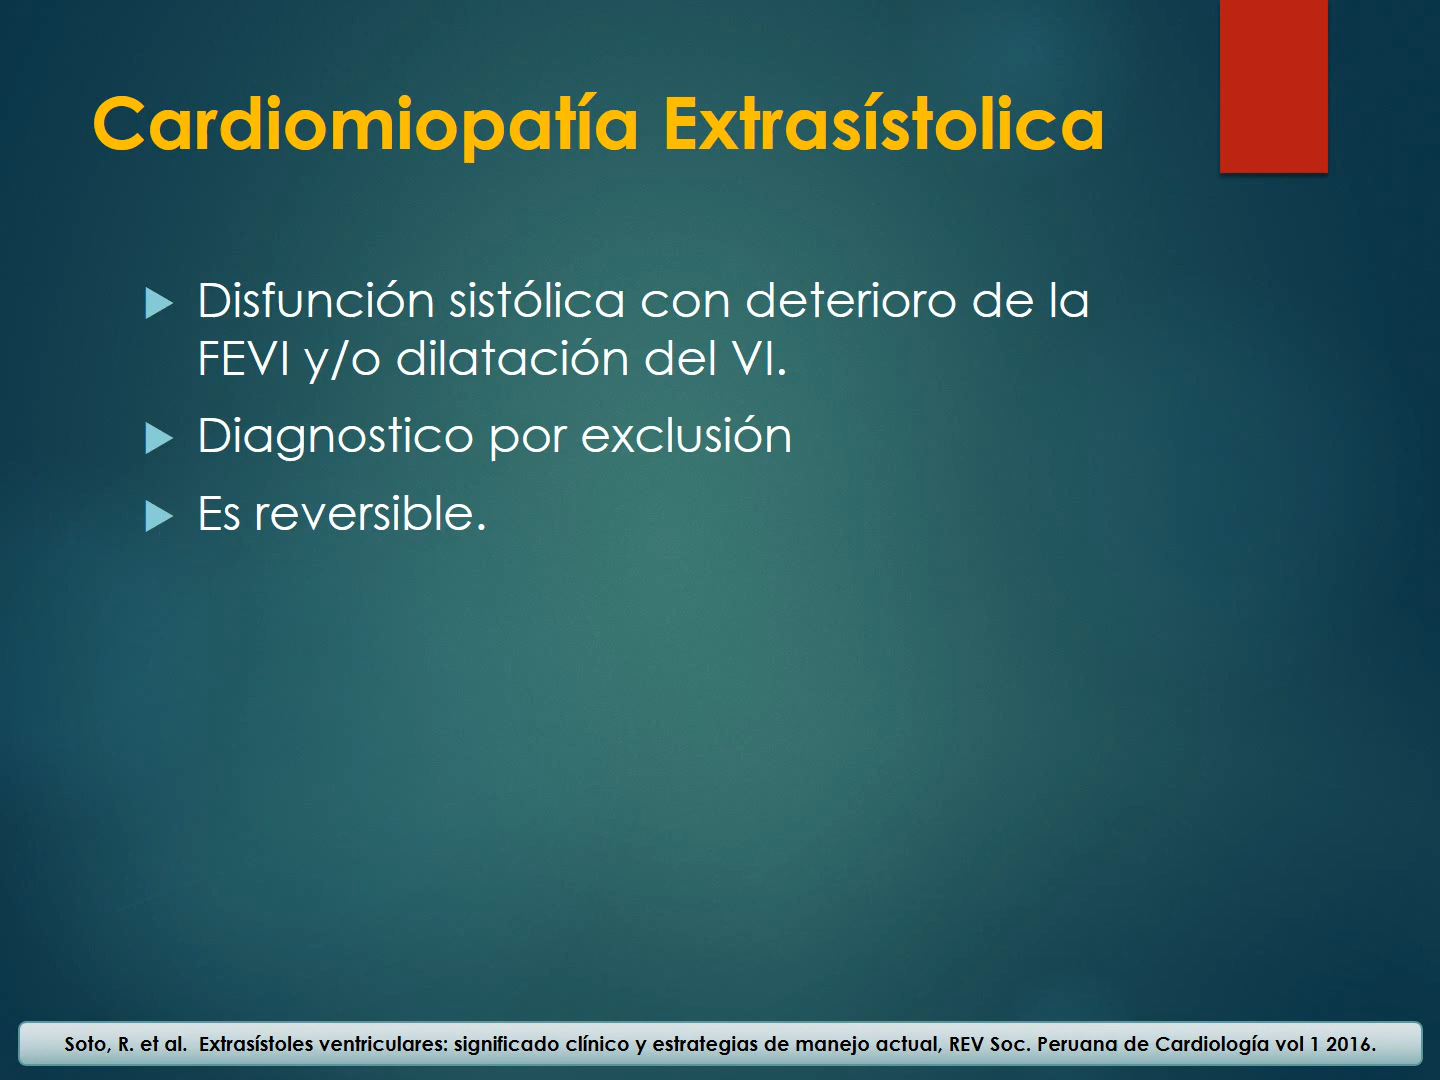 Cardiomiopatía Extrasístolica
Disfunción sistólica con deterioro de la
FEVI y/o dilatación del VI.
Diagnostico por exclusión
Es reversible.
Soto, R. et al.  Extrasístoles ventriculares: significado clínico y estrategias de manejo actual, REV Soc. Peruana de Cardiología vol 1 2016.